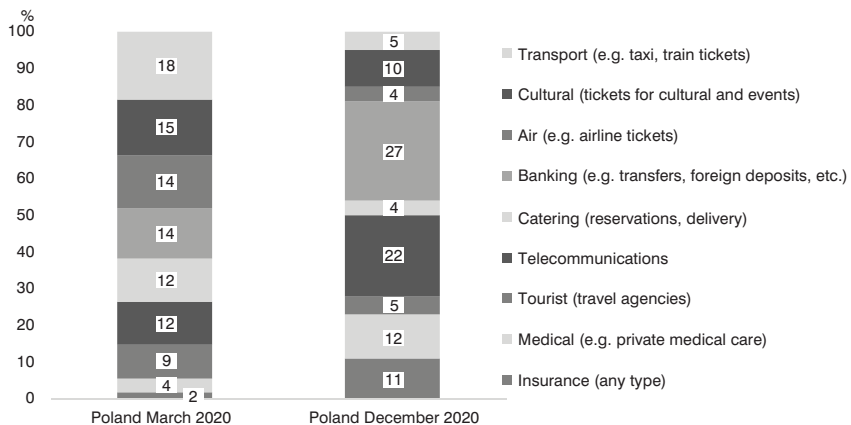 %
100
90
80
70
60
50
40
30
20
10
0
18
15
14
14
12
12
9
4
2
5
10
4
27
4
22
5
12
11
Poland March 2020
Poland December 2020
Transport (e.g. taxi, train tickets)
Cultural (tickets for cultural and events)
Air (e.g. airline tickets)
Banking (e.g. transfers, foreign deposits, etc.)
Catering (reservations, delivery)
Telecommunications
Tourist (travel agencies)
Medical (e.g. private medical care)
Insurance (any type)